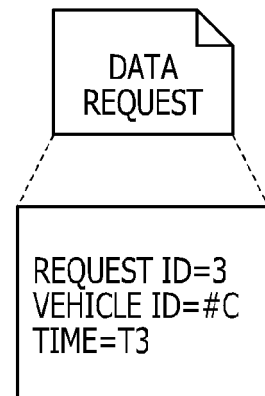 DATA
REQUEST
REQUEST ID=3
VEHICLE ID=#C
TIME=T3